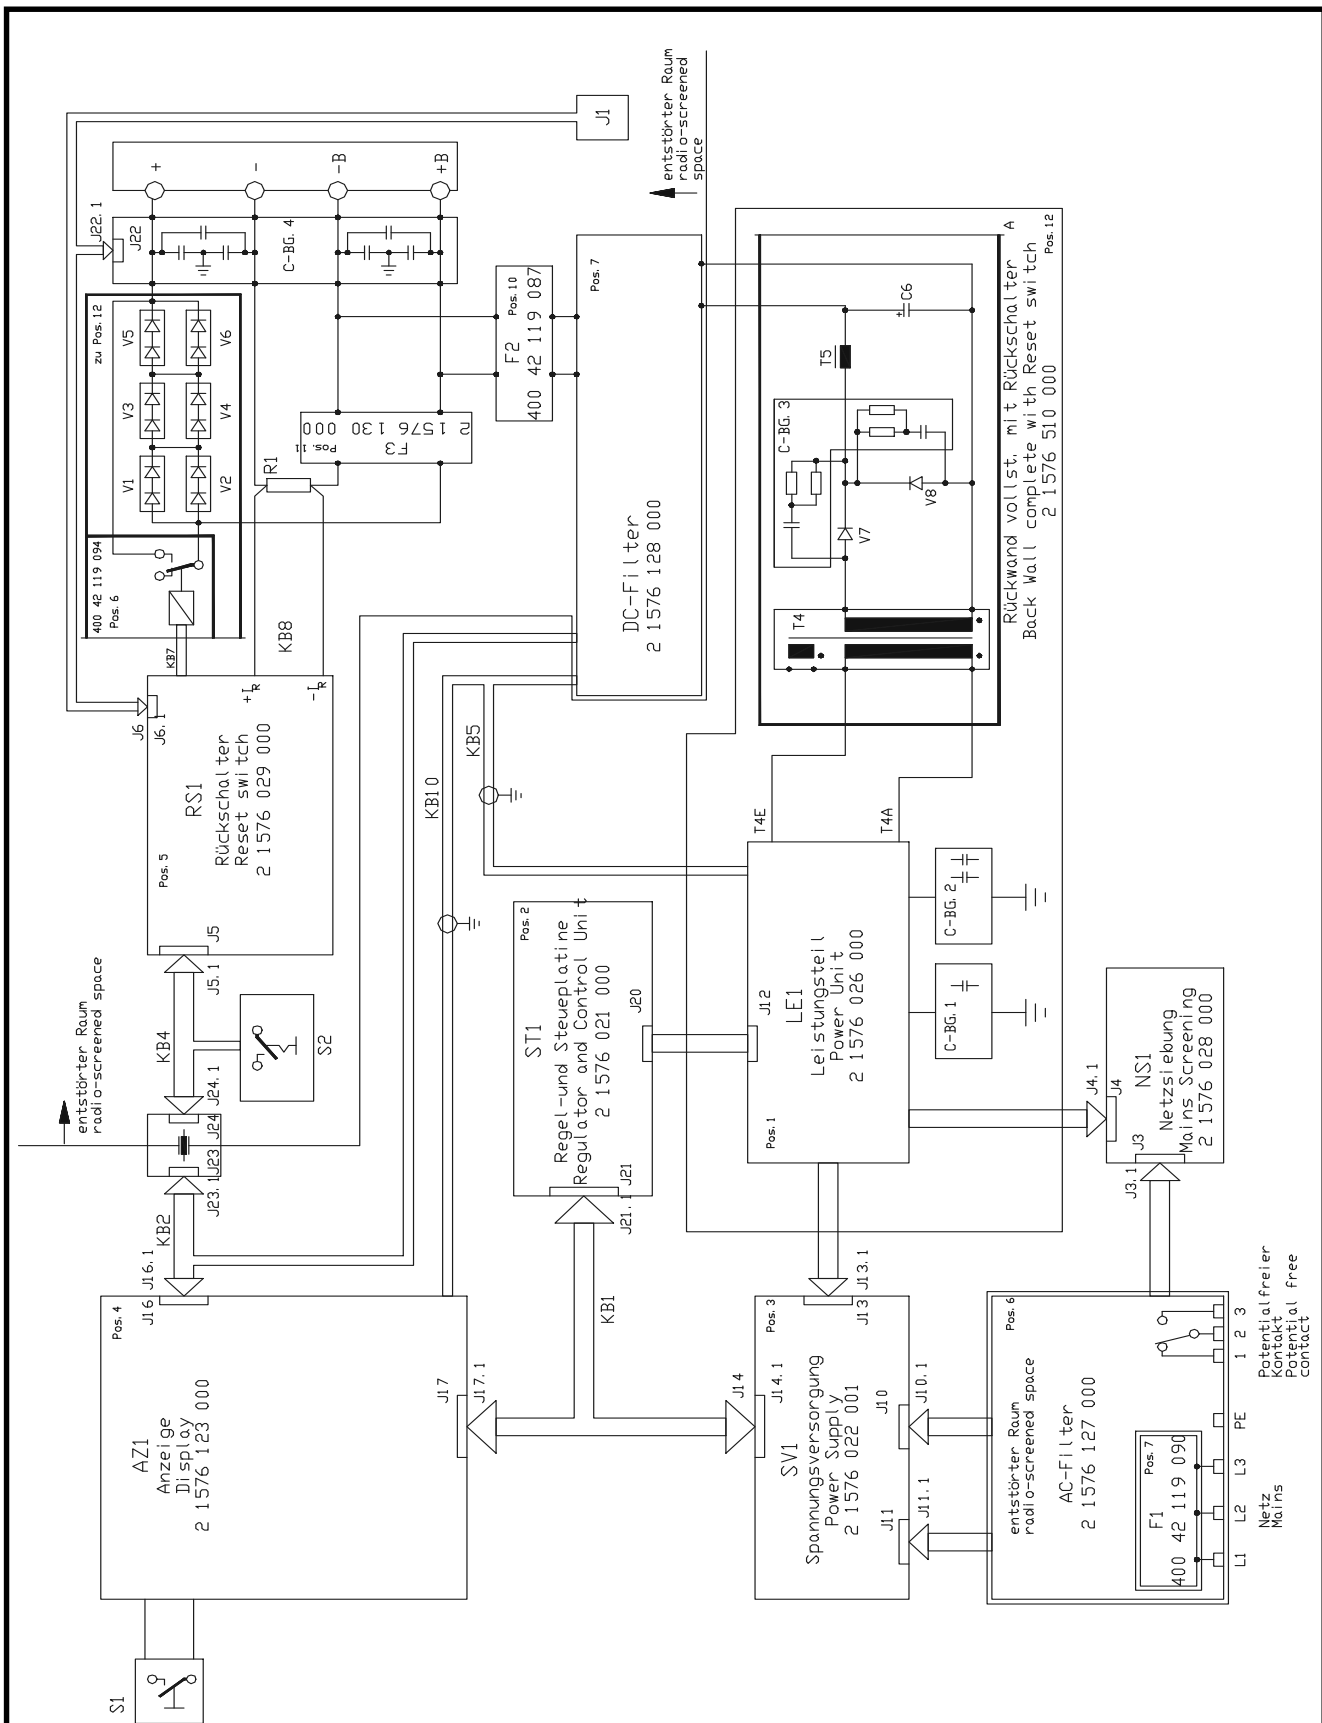 S1
AZ1
Anzeige
Display
2 1576 123 000
Pos. 4
J16
J16.1
J17
J17.1
KB2
J23.1
J23
J24
J24.1
KB4
entstörter Raum
radio-screened space
S2
J5.1
J5
RS1
Rückschalter
Reset switch
2 1576 029 000
Pos. 5
J6
J6.1
+I
R
-I
R
KB7
KB8
400 42 119 094
Pos. 6
zu Pos. 12
V1
V3
V5
V2
V4
V6
R1
J22.1
J22
C-BG. 4
+
-
-B
+B
J1
F3
2 1576 130
000
Pos. 11
Pos. 10
F2
400 42 119 087
KB10
KB5
KB1
Pos. 7
DC-Filter
2 1576 128 000
entstörter Raum
radio-screened
space
Pos. 2
ST1
Regel-und Steueplatine
Regulator and Control Unit
2 1576 021 000
J21
J21.1
J20
J12
LE1
Leistungsteil
Power Unit
2 1576 026 000
Pos. 1
T4E
T4A
C-BG. 1
C-BG. 2
T4
V7
V8
C-BG. 3
T5
+
C6
A
Rückwand vollst. mit Rückschalter
Back Wall complete with Reset switch
2 1576 510 000
Pos. 12
J14
J14.1
Pos. 3
SV1
Spannungsversorgung
Power Supply
2 1576 022 001
J13
J13.1
J11
J11.1
J10
J10.1
J4.1
J4
J3
J3.1
NS1
Netzsiebung
Mains Screening
2 1576 028 000
Pos. 6
entstörter Raum
radio-screened space
AC-Filter
2 1576 127 000
Pos. 7
F1
400 42 119 090
L1
L2
L3
PE
1
2
3
Netz
Mains
Potentialfreier
Kontakt
Potential free
contact